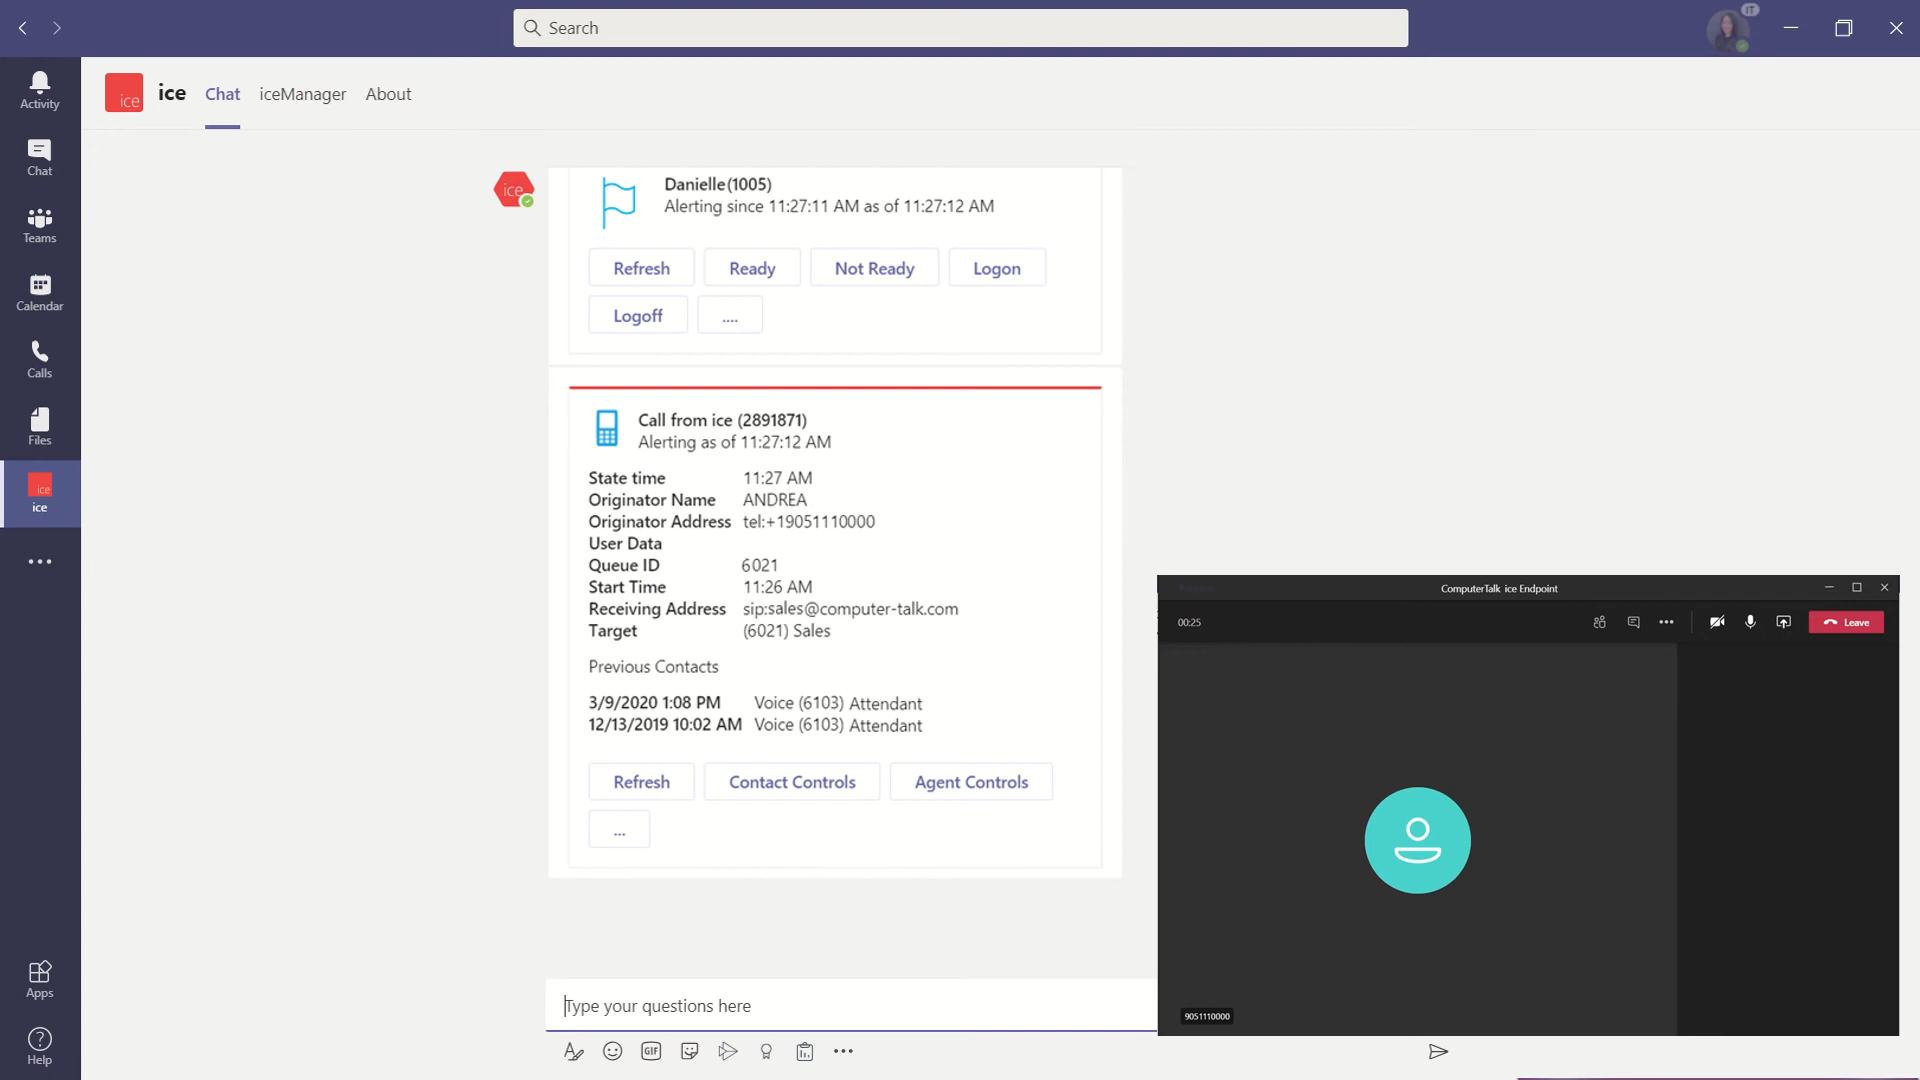 Search
IT
Activity
Chat
Teams
Calendar
Calls
Files
ice
ice
Apps
Help
ice
ice
Chat
iceManager
About
ice
Danielle(1005)
Alerting since 11:27:11 AM as of 11:27:12 AM
Refresh
Ready
Not Ready
Logon
Logoff
....
Call from ice (2891871)
Alerting as of 11:27:12 AM
State time 11:27 AM
Originator Name ANDREA
Originator Address tel:+19051110000
User Data
Queue ID 6021
Start Time 11:26 AM
Receiving Address sip:sales@computer-talk.com
Target (6021) Sales
Previous Contacts
3/9/2020 1:08 PM Voice (6103) Attendant
12/13/2019 10:02 AM Voice (6103) Attendant
Refresh
Contact Controls
Agent Controls
...
Type your questions here
GIF
ComputerTalk ice Endpoint
00:25
Leave
9051110000